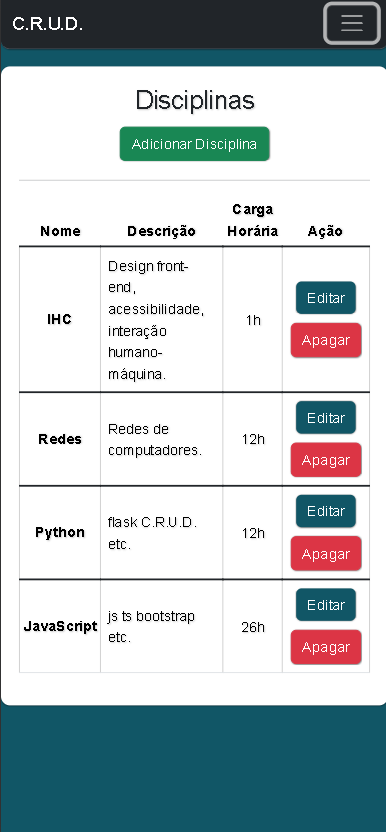 C.R.U.D.
Disciplinas
Adicionar Disciplina
Nome Descrição Carga Horária Ação
IHC
Design front-
end,
acessibilidade,
interação
humano-
máquina.
1h
Editar
Apagar
Redes
Redes de
computadores.
12h
Editar
Apagar
Python
flask C.R.U.D.
etc.
12h
Editar
Apagar
JavaScript
js ts bootstrap
etc.
26h
Editar
Apagar